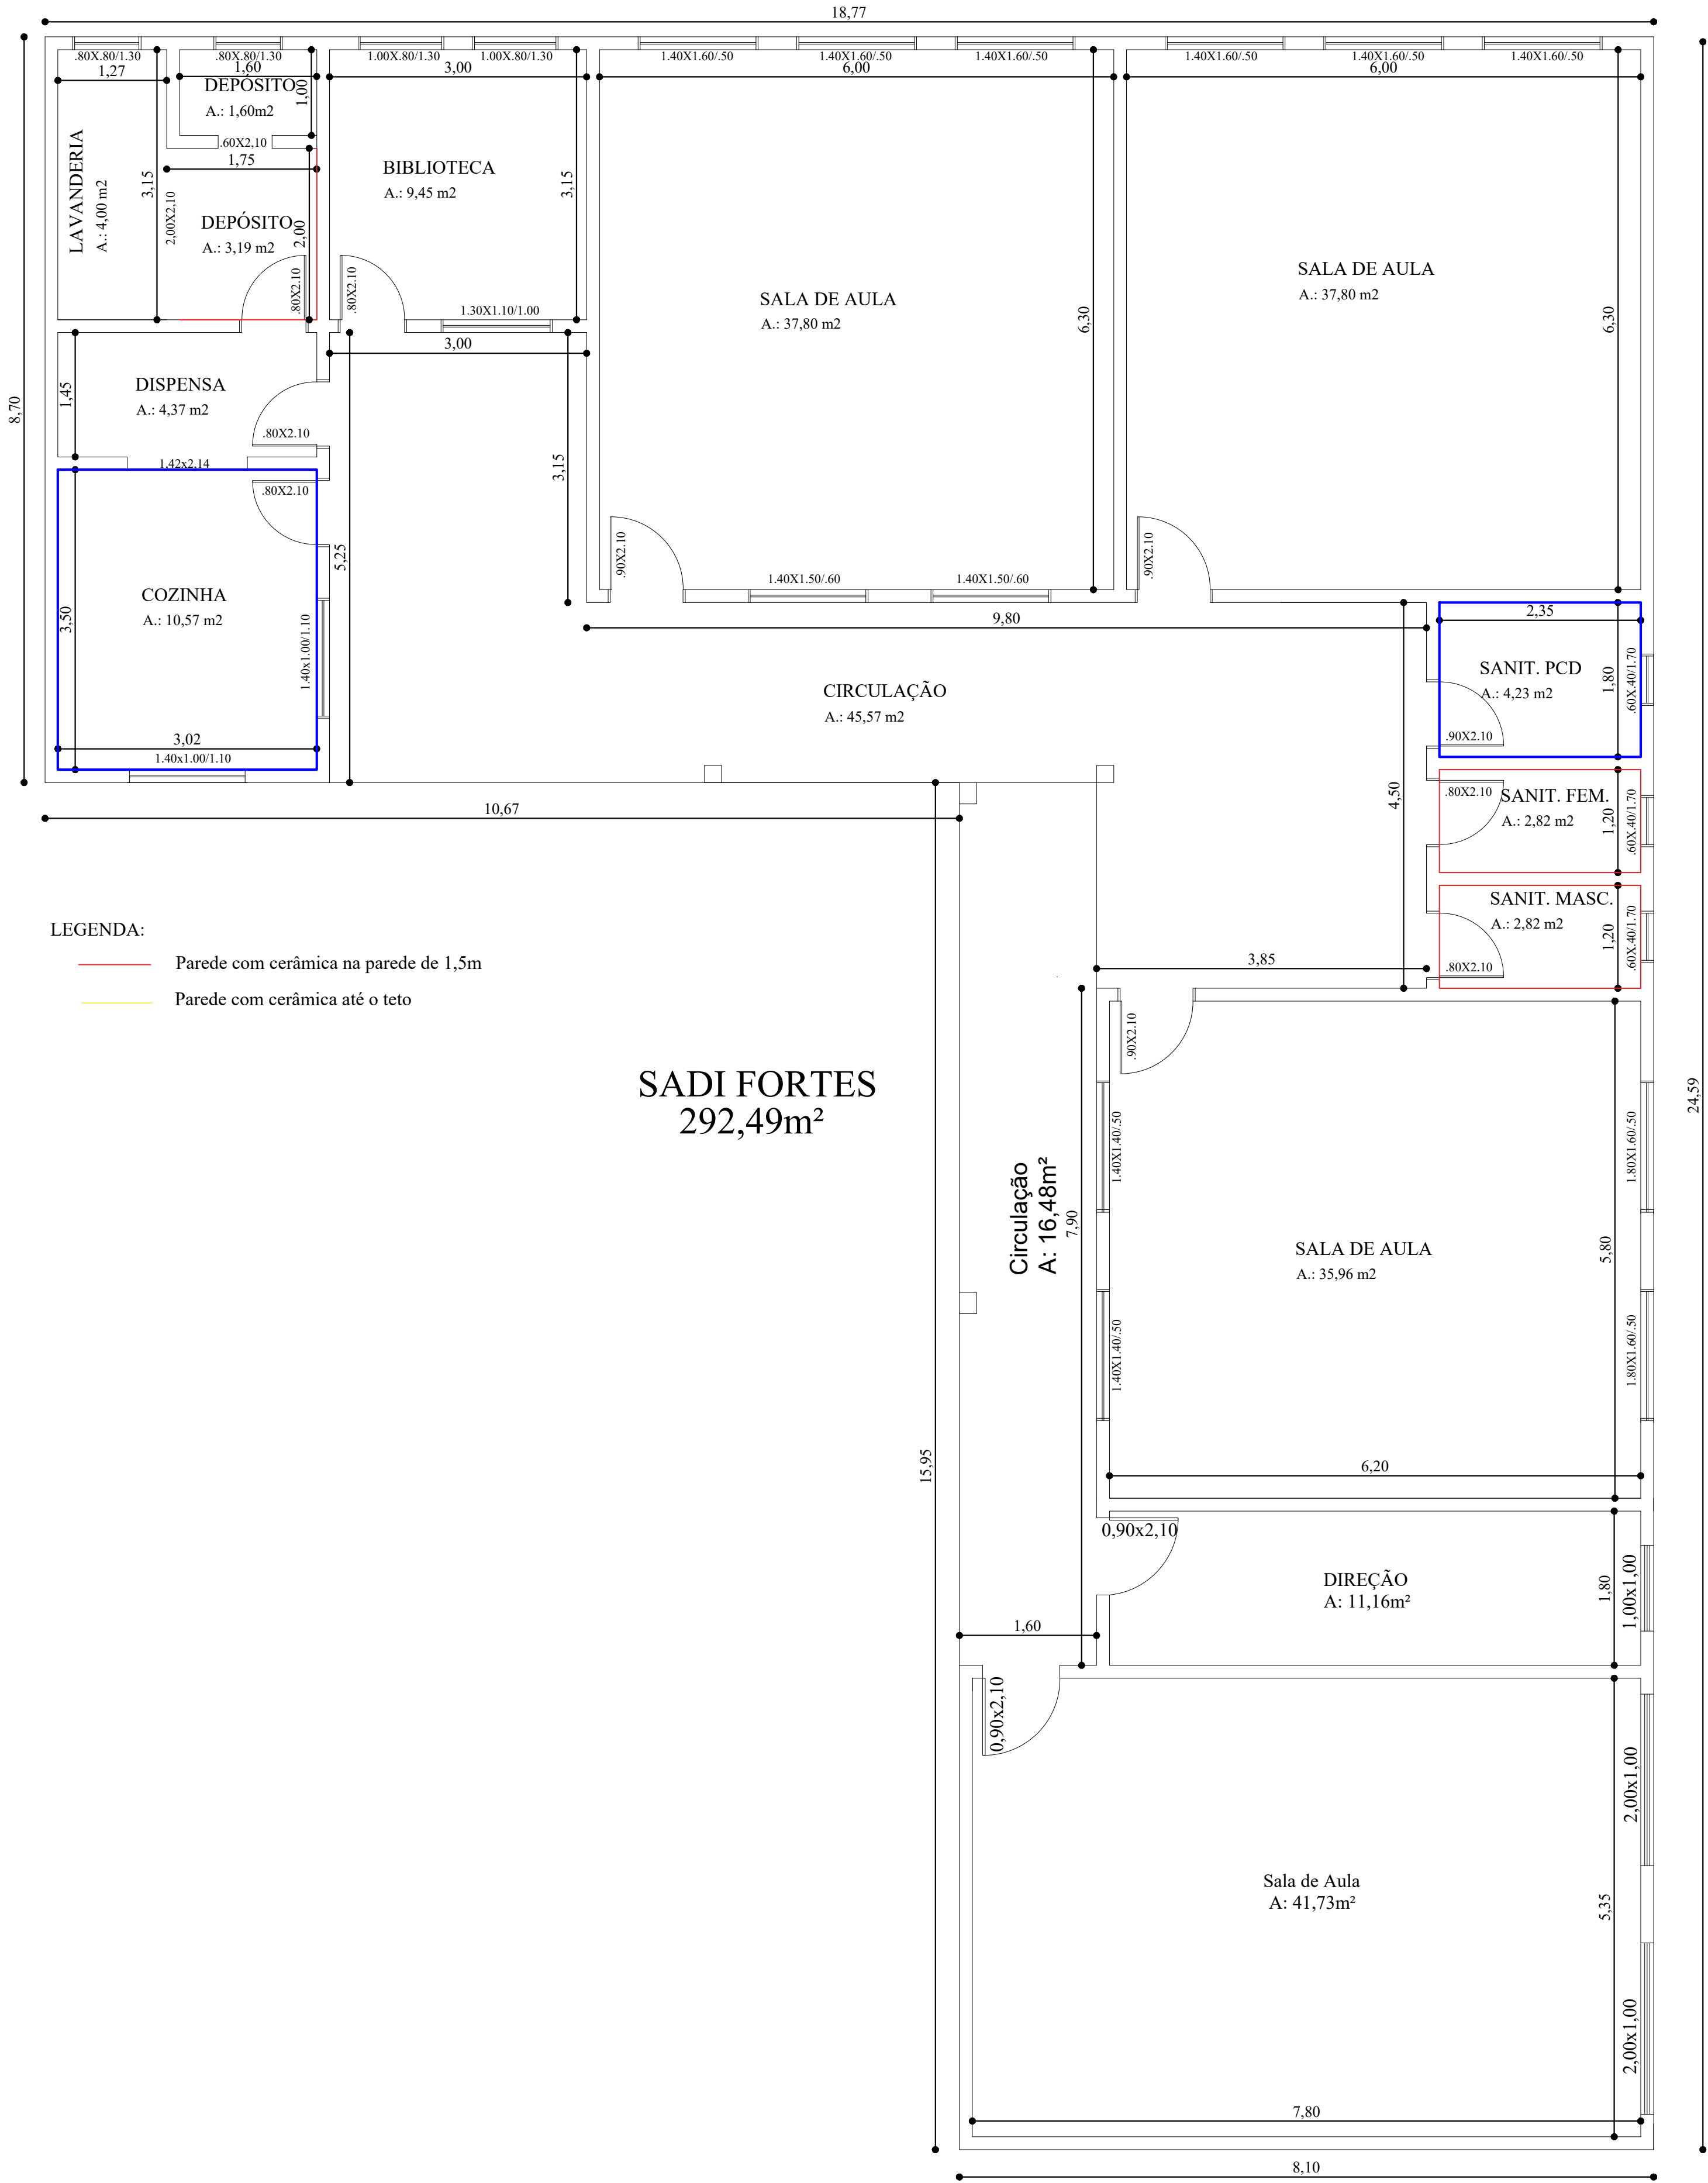 18,77
.80X.80/1.30
.80X.80/1.30
1.00X.80/1.30
1.00X.80/1.30
1.40X1.60/.50
1.40X1.60/.50
1.40X1.60/.50
1.40X1.60/.50
1.40X1.60/.50
1.40X1.60/.50
1,27
1,60
3,00
6,00
6,00
DEPÓSITO
A.: 1,60m2
1,00
.60X2,10
1,75
LAVANDERIA
A.: 4,00 m2
3,15
2,00X2,10
DEPÓSITO
A.: 3,19 m2
2,00
.80X2.10
BIBLIOTECA
A.: 9,45 m2
3,15
.80X2.10
1.30X1.10/1.00
3,00
SALA DE AULA
A.: 37,80 m2
6,30
SALA DE AULA
A.: 37,80 m2
6,30
8,70
DISPENSA
A.: 4,37 m2
1,45
.80X2.10
1,42x2,14
.80X2.10
3,15
5,25
COZINHA
A.: 10,57 m2
3,50
1.40x1.00/1.10
3,02
1.40x1.00/1.10
.90X2.10
1.40X1.50/.60
1.40X1.50/.60
.90X2.10
9,80
CIRCULAÇÃO
A.: 45,57 m2
2,35
SANIT. PCD
A.: 4,23 m2
1,80
.60X.40/1.70
.90X2.10
4,50
.80X2.10
SANIT. FEM.
A.: 2,82 m2
1,20
.60X.40/1.70
SANIT. MASC.
A.: 2,82 m2
1,20
.60X.40/1.70
.80X2.10
10,67
3,85
LEGENDA:
Parede com cerâmica na parede de 1,5m
Parede com cerâmica até o teto
SADI FORTES
292,49m²
.90X2.10
24,59
Circulação
A: 16,48m²
7,90
1.40X1.40/.50
1.80X1.60/.50
SALA DE AULA
A.: 35,96 m2
5,80
1.40X1.40/.50
1.80X1.60/.50
15,95
6,20
0,90x2,10
DIREÇÃO
A: 11,16m²
1,80
1,00x1,00
1,60
0,90x2,10
2,00x1,00
Sala de Aula
A: 41,73m²
5,35
2,00x1,00
7,80
8,10